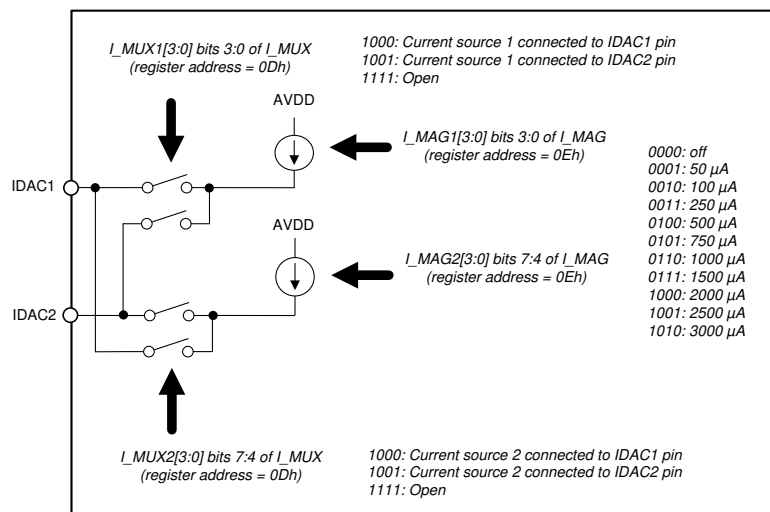 I_MUX1[3:0] bits 3:0 of I_MUX
(register address = 0Dh)
1000: Current source 1 connected to IDAC1 pin
1001: Current source 1 connected to IDAC2 pin
1111: Open
AVDD
I_MAG1[3:0] bits 3:0 of I_MAG
(register address = 0Eh)
IDAC1
AVDD
I_MAG2[3:0] bits 7:4 of I_MAG
(register address = 0Eh)
0000: off
0001: 50 μA
0010: 100 μA
0011: 250 μA
0100: 500 μA
0101: 750 μA
0110: 1000 μA
0111: 1500 μA
1000: 2000 μA
1001: 2500 μA
1010: 3000 μA
IDAC2
I_MUX2[3:0] bits 7:4 of I_MUX
(register address = 0Dh)
1000: Current source 2 connected to IDAC1 pin
1001: Current source 2 connected to IDAC2 pin
1111: Open